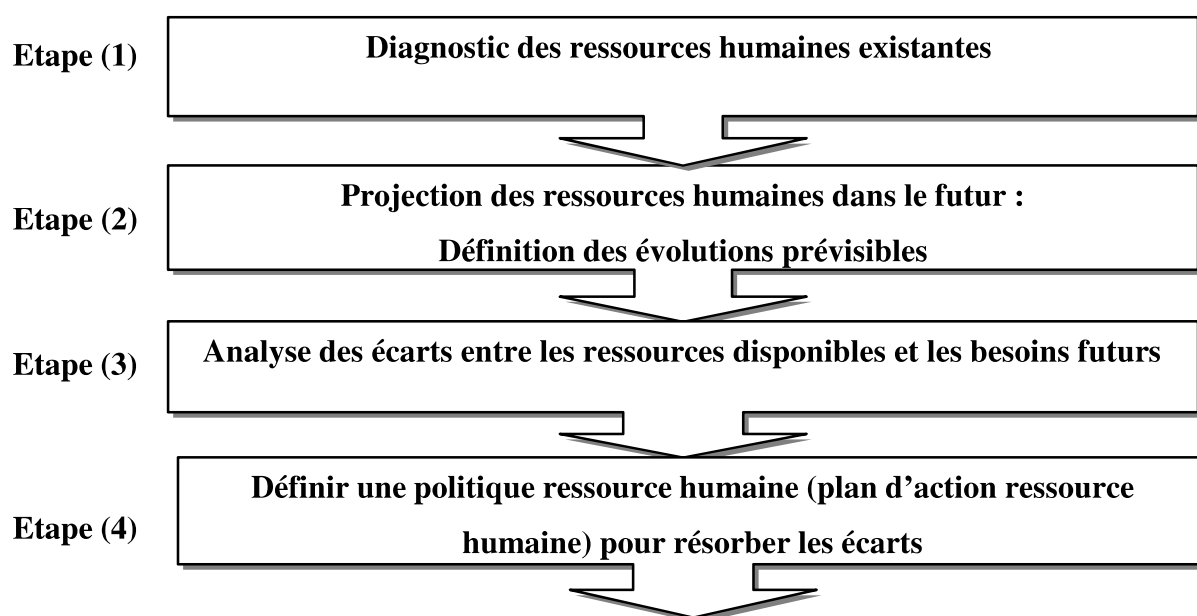 Etape (1)
Diagnostic des ressources humaines existantes
Etape (2)
Projection des ressources humaines dans le futur :
Définition des évolutions prévisibles
Etape (3)
Analyse des écarts entre les ressources disponibles et les besoins futurs
Etape (4)
Définir une politique ressource humaine (plan d’action ressource
humaine) pour résorber les écarts